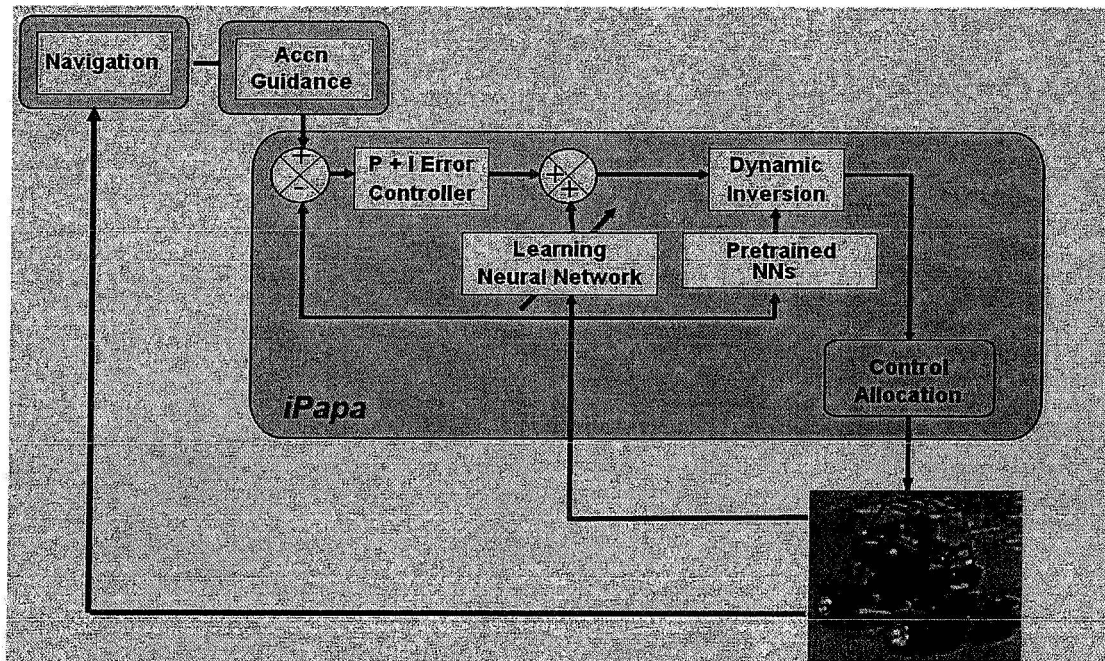 Navigation
Accn
Guidance
+
-
P + I Error
Controller
+
+
Dynamic
Inversion
Learning
Neural Network
Pretrained
NNs
Control
Allocation
iPapa